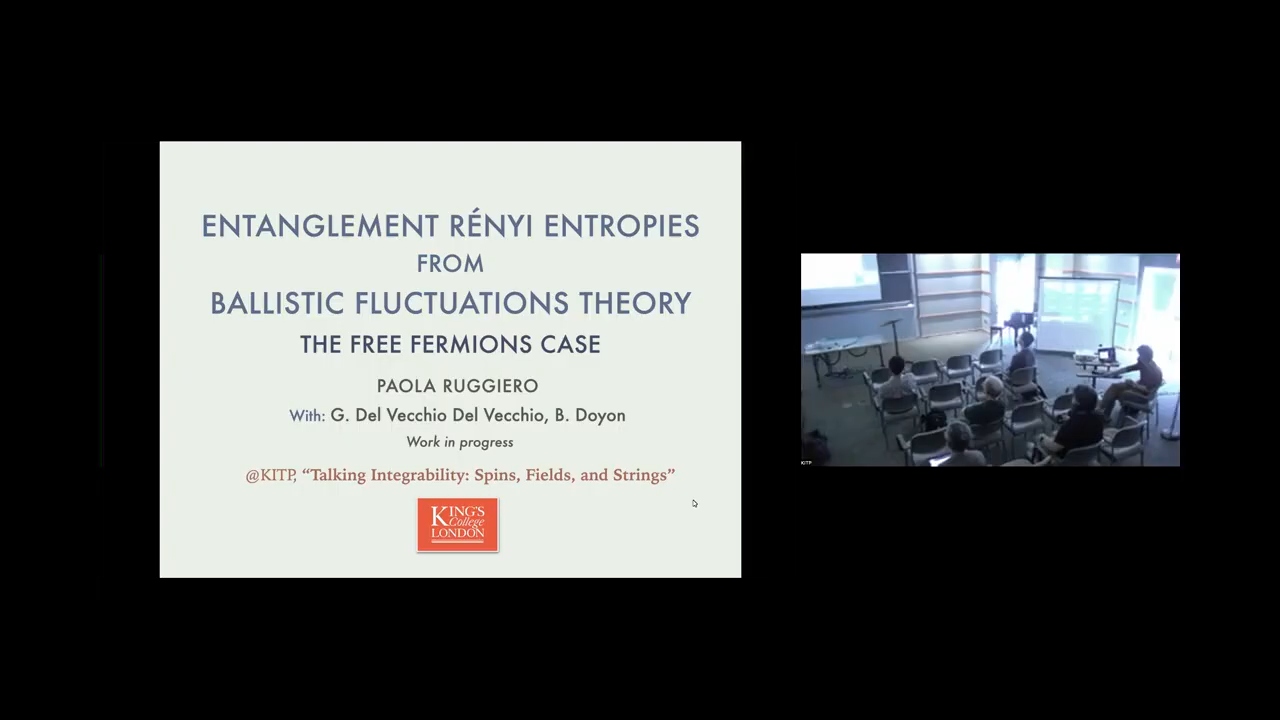 ENTANGLEMENT RÉNYI ENTROPIES
FROM
BALLISTIC FLUCTUATIONS THEORY
THE FREE FERMIONS CASE
PAOLA RUGGIERO
With: G. Del Vecchio Del Vecchio, B. Doyon
Work in progress
@KITP, “Talking Integrability: Spins, Fields, and Strings”
KING'S
College
LONDON
KITP